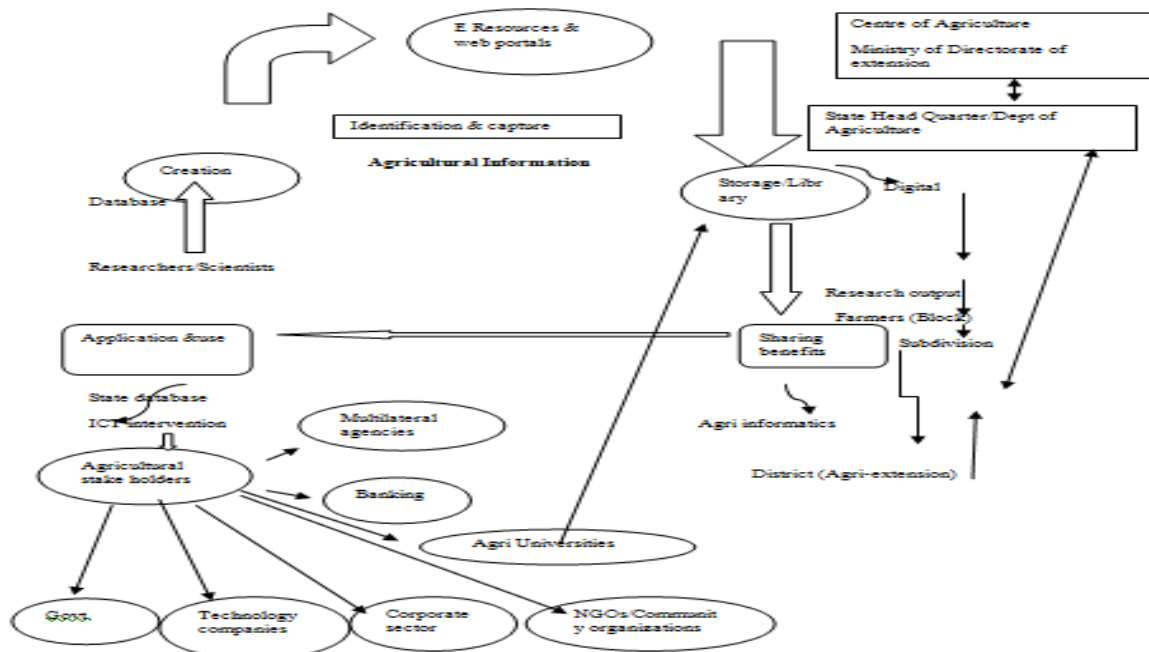 E Resources &
web portals
Centre of Agriculture
Ministry of Directorate of
extension
Identification & capture
State Head Quarter/Dept of
Agriculture
Agricultural Information
Creation
Database
Storage/Libr
ary
Digital
Researchers/Scientists
Research output
Farmers (Block)
Application &use
Sharing
benefits
Subdivision
State database
ICT intervention
Multilateral
agencies
Agri informatics
Agricultural
stake holders
Banking
District (Agri-extension)
Agri Universities
Govt.
Technology
companies
Corporate
sector
NGOs/Communit
y organizations